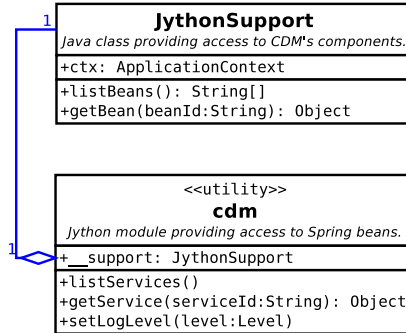 1
JythonSupport
Java class providing access to CDM's components.
+ctx: ApplicationContext
+listBeans(): String[]
+getBean(beanId:String): Object
<<utility>>
cdm
Jython module providing access to Spring beans.
1
+__support: JythonSupport
+listServices()
+getService(serviceId:String): Object
+setLogLevel(level:Level)